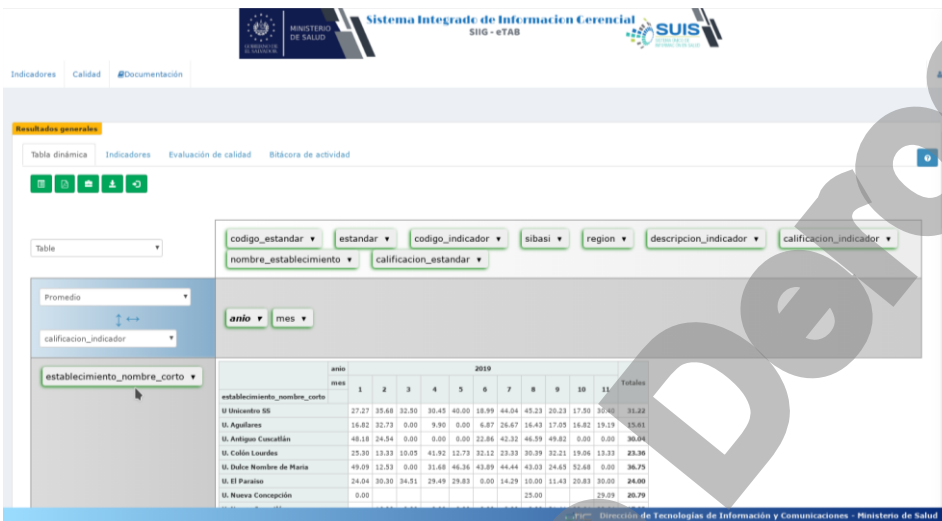 GOBIERNO DE EL SALVADOR
MINISTERIO DE SALUD
Sistema Integrado de Informacion Gerencial
SIIG - eTAB
SUIS
Indicadores Calidad Documentación
Resultados generales
Tabla dinámica Indicadores Evaluación de calidad Bitácora de actividad
Table
codigo_estandar estandar codigo_indicador sibasi region descripcion_indicador calificacion_indicador
nombre_establecimiento calificacion_estandar
Promedio
calificacion_indicador
anio mes
establecimiento_nombre_corto
anio 2019 Totales
mes 1 2 3 4 5 6 7 8 9 10 11
establecimiento_nombre_corto
U Unicentro SS 27.27 35.68 32.50 30.45 40.00 18.99 44.04 45.23 20.23 17.50 30.45 31.22
U. Aguilares 16.82 32.73 0.00 9.90 0.00 6.87 26.67 16.43 17.05 16.82 19.19 15.61
U. Antiguo Cuscatlán 48.18 24.54 0.00 0.00 0.00 22.86 42.32 46.59 49.82 0.00 0.00 30.04
U. Colón Lourdes 25.30 13.33 10.05 41.92 12.73 32.12 23.33 30.39 32.21 19.06 13.33 23.36
U. Dulce Nombre de Maria 49.09 12.53 0.00 31.68 46.36 43.89 44.44 43.03 24.65 52.68 0.00 36.75
U. El Paraíso 24.04 30.30 34.51 29.49 29.83 0.00 14.29 10.00 11.43 20.83 30.00 24.00
U. Nueva Concepción 0.00 25.00 29.09 20.79
Dirección de Tecnologías de Información y Comunicaciones - Ministerio de Salud